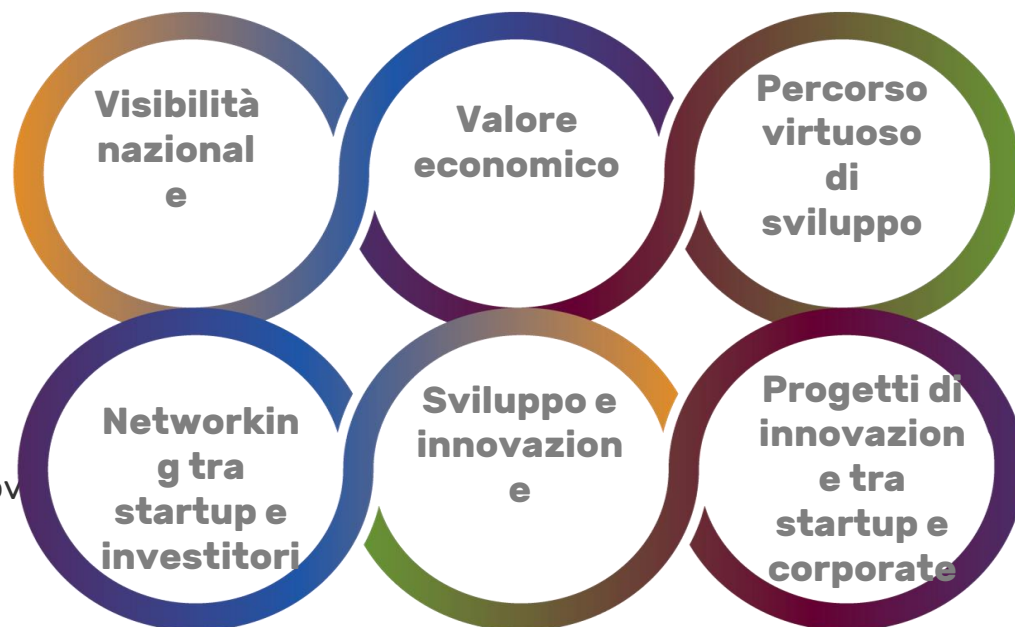 Visibilità
nazional
e
Valore
economico
Percorso
virtuoso
di
sviluppo
Networkin
g tra
startup e
investitori
Sviluppo e
innovazion
e
Progetti di
innovazion
e tra
startup e
corporate